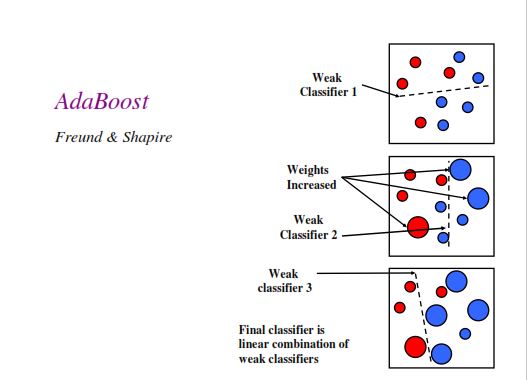 AdaBoost
Freund & Shapire
Weak
Classifier 1
Weights
Increased
Weak
Classifier 2
Weak
classifier 3
Final classifier is
linear combination of
weak classifiers